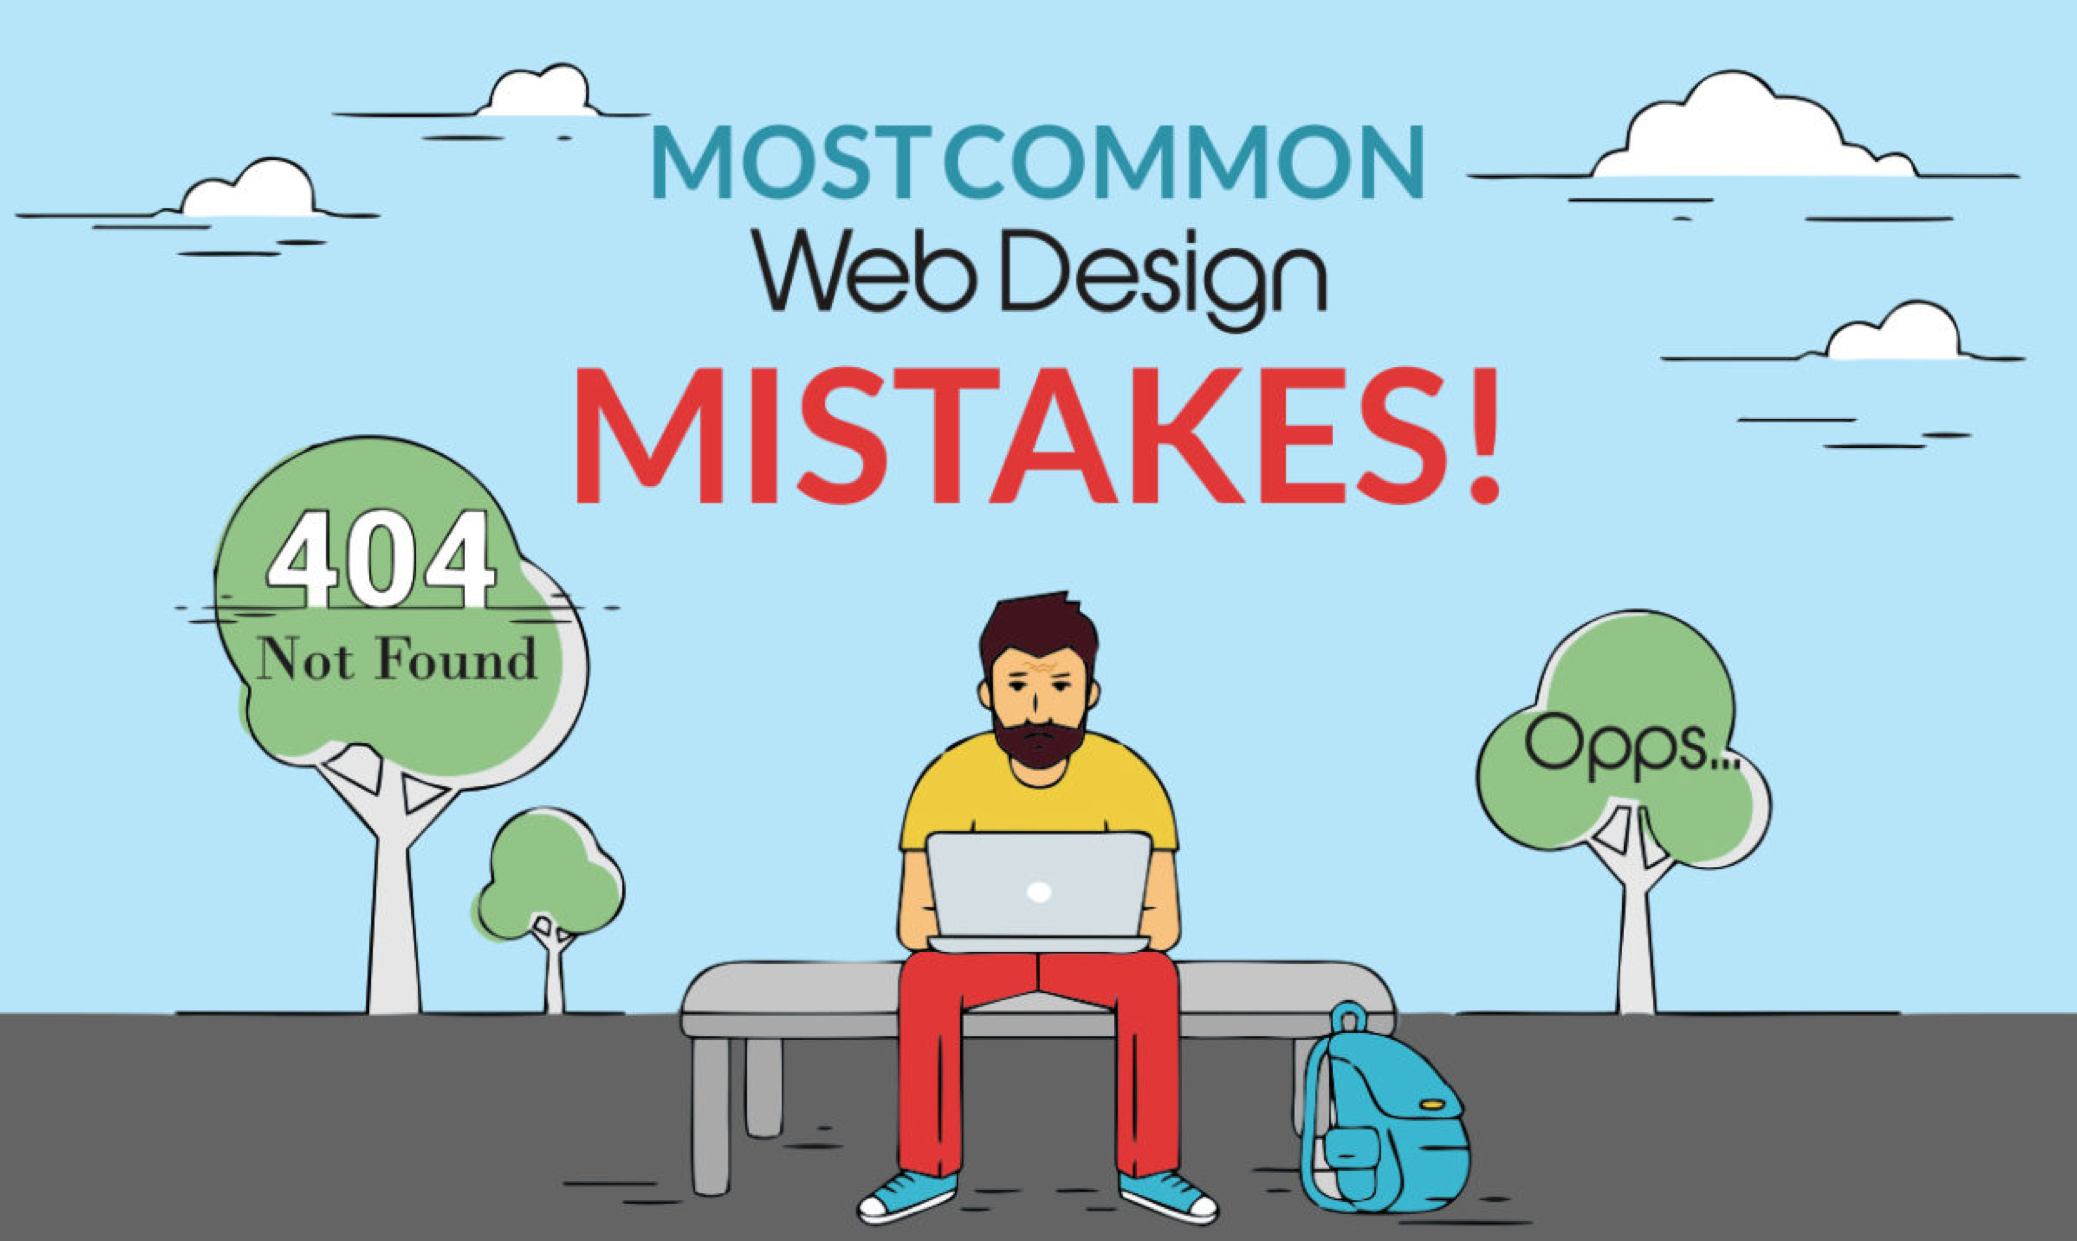 MOST COMMON
Web Design
MISTAKES!
404
Not Found
Opps...